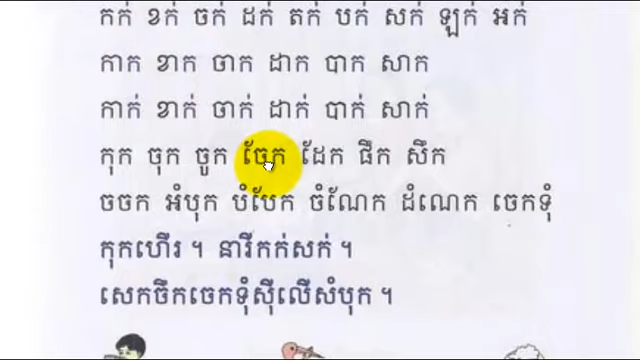 កក់ ខក់ ចក់ ដក់ តក់ បក់ សក់ ឡក់ អក់
កាក ខាក ចាក ដាក បាក សាក
កាក់ ខាក់ ចាក់ ដាក់ បាក់ សាក់
កុក ចុក ចូក ចែក ដែក ផឹក សឹក
ចចក អំបុក បំបែក ចំណែក ដំណេក ចេកទុំ
កុកហើរ ។ នារីកក់សក់ ។
សេកចឹកចេកទុំស៊ីលើសំបុក ។